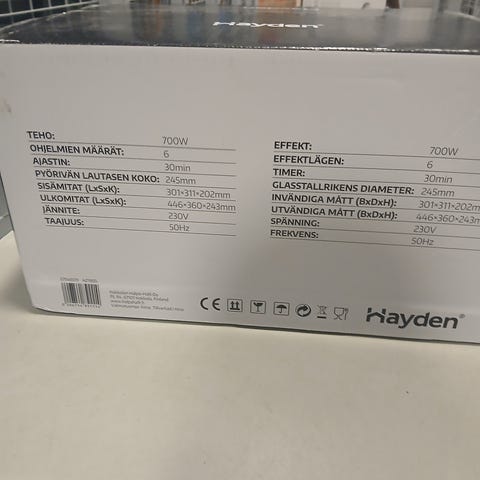 Hayden
TEHO: 700W
OHJELMIEN MÄÄRÄT: 6
AJASTIN: 30min
PYÖRIVÄN LAUTASEN KOKO: 245mm
SISÄMITAT (LxSxK): 301×311×202mm
ULKOMITAT (LxSxK): 446×360×243mm
JÄNNITE: 230V
TAAJUUS: 50Hz
EFFEKT: 700W
EFFEKTLÄGEN: 6
TIMER: 30min
GLASSTALLRIKENS DIAMETER: 245mm
INVÄNDIGA MÅTT (BxDxH): 301×311×202mm
UTVÄNDIGA MÅTT (BxDxH): 446×360×243m
SPÄNNING: 230V
FREKVENS: 50Hz
CE
Hayden®